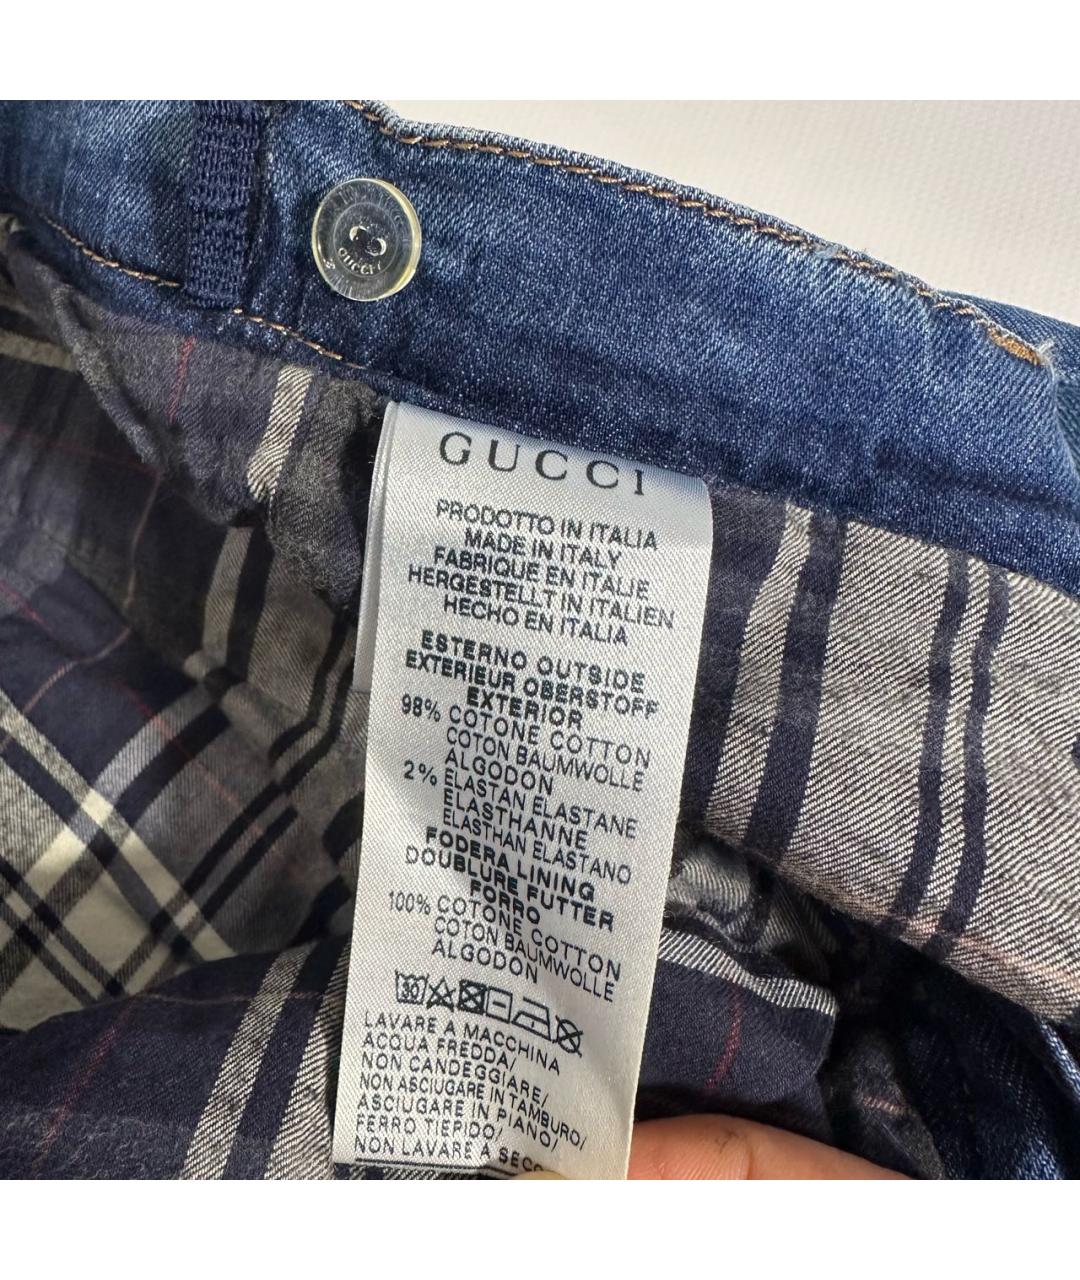 GUCCI
GUCCI
PRODOTTO IN ITALIA
MADE IN ITALY
FABRIQUE EN ITALIE
HERGESTELLT IN ITALIEN
HECHO EN ITALIA
ESTERNO OUTSIDE
EXTERIEUR OBERSTOFF
EXTERIOR
98% COTONE COTTON
COTON BAUMWOLLE
ALGODON
2% ELASTAN ELASTANE
ELASTHANNE
ELASTHAN ELASTANO
FODERA LINING
DOUBLURE FUTTER
FORRO
100% COTONE COTTON
COTON BAUMWOLLE
ALGODON
30
LAVARE A MACCHINA
ACQUA FREDDA/
NON CANDEGGIARE/
NON ASCIUGARE IN TAMBURO/
ASCIUGARE IN PIANO/
FERRO TIEPIDO/
NON LAVARE A SECCO